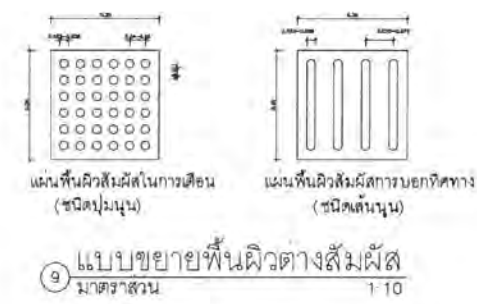 แผ่นพื้นผิวสัมผัสในการเตือน
(ชนิดปุ่มนูน)
แผ่นพื้นผิวสัมผัสการบอกทิศทาง
(ชนิดเส้นนูน)
9 แบบขยายพื้นผิวต่างสัมผัส
มาตราส่วน 1:10